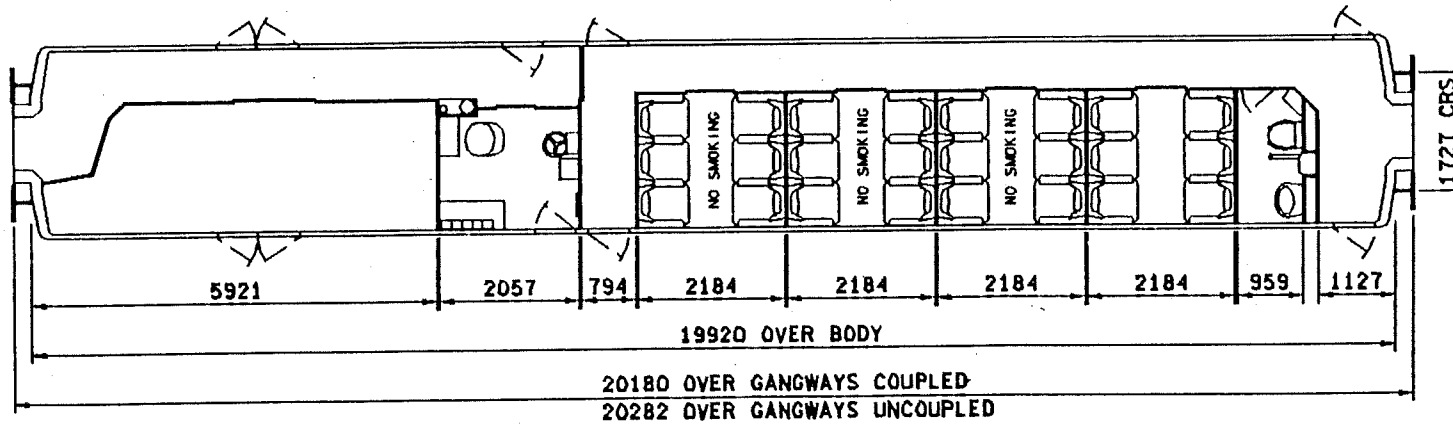 NO SMOKING
NO SMOKING
NO SMOKING
1727 CRS
5921 2057 794 2184 2184 2184 2184 959 1127
19920 OVER BODY
20180 OVER GANGWAYS COUPLED
20282 OVER GANGWAYS UNCOUPLED